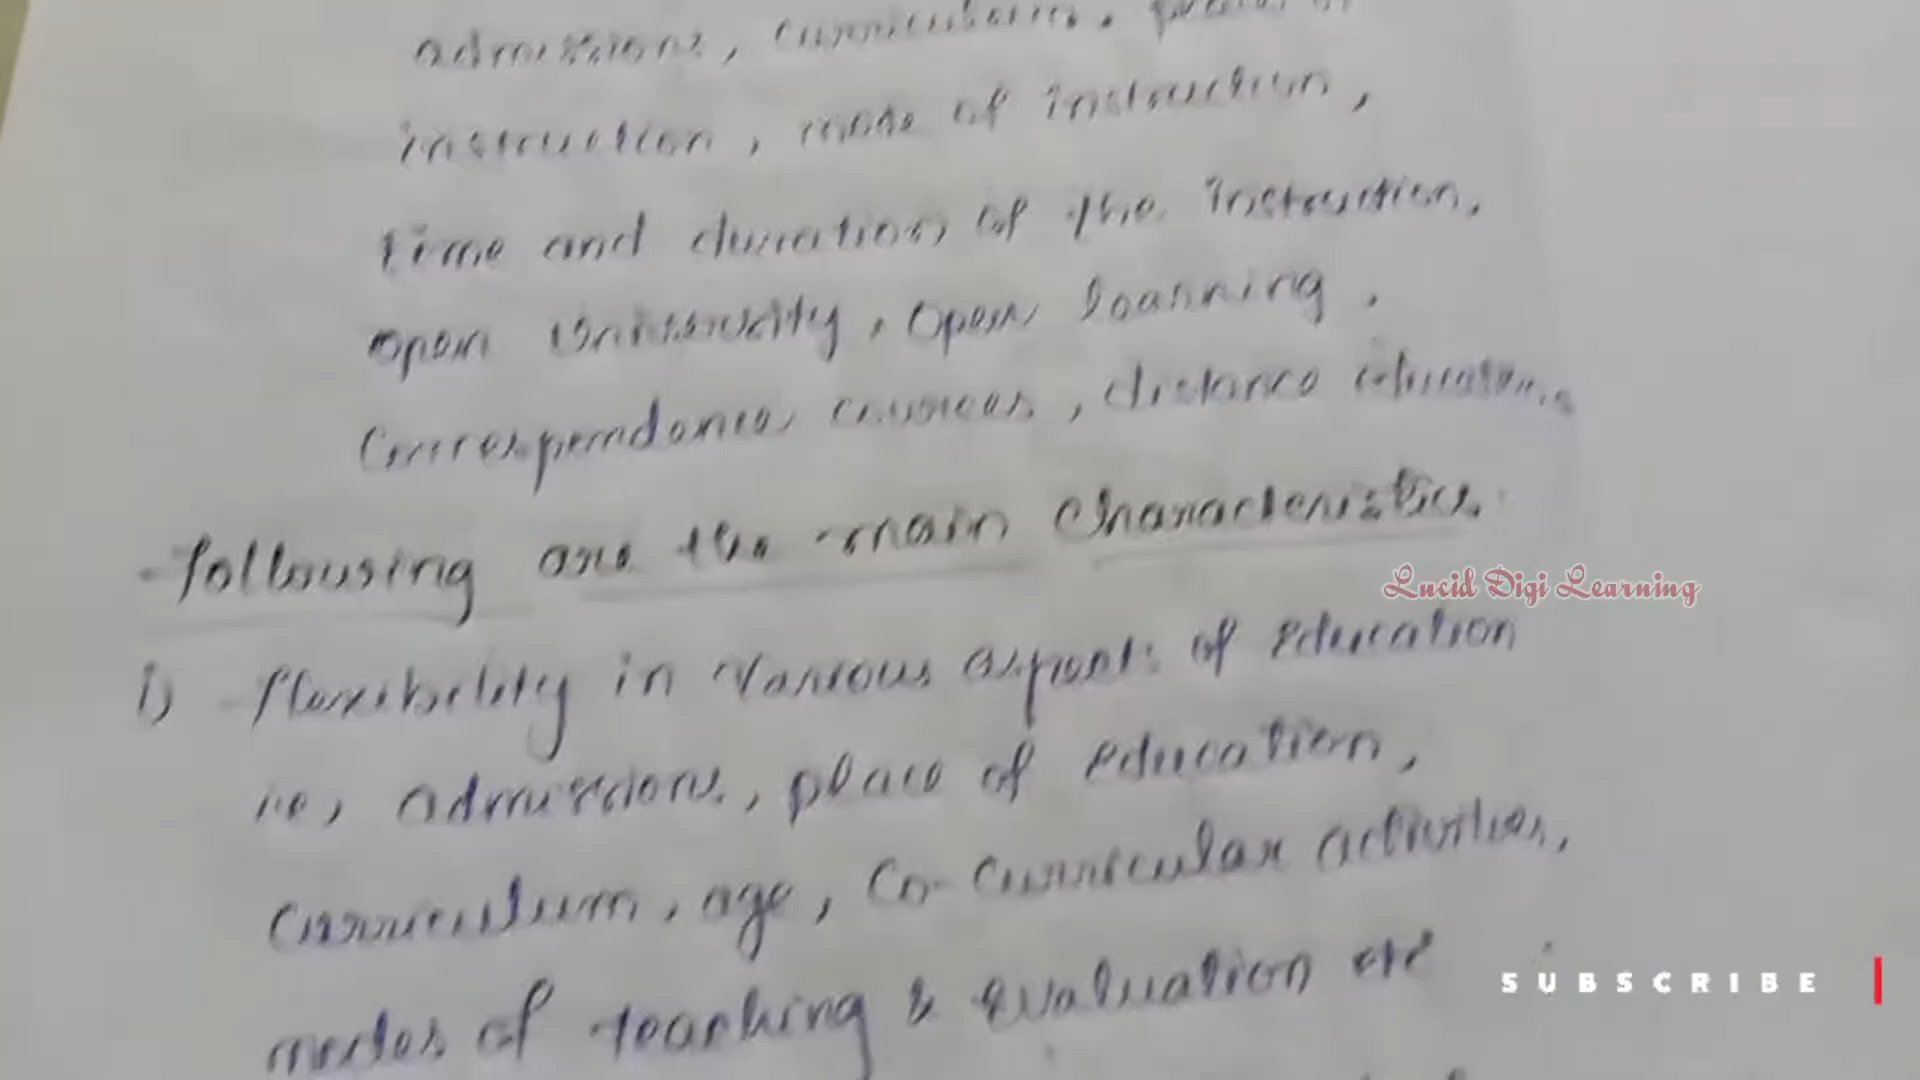 admissions, curriculum, place of
instruction, mode of instruction,
time and duration of the instruction,
open University, Open learning,
Correspondence courses, distance education.
Following are the main Characteristics.
Lucid Digi Learning
i) Flexibility in various aspects of Education
i.e, admissions, place of education,
Curriculum, age, Co-Curricular activities,
modes of teaching & Evaluation etc
SUBSCRIBE